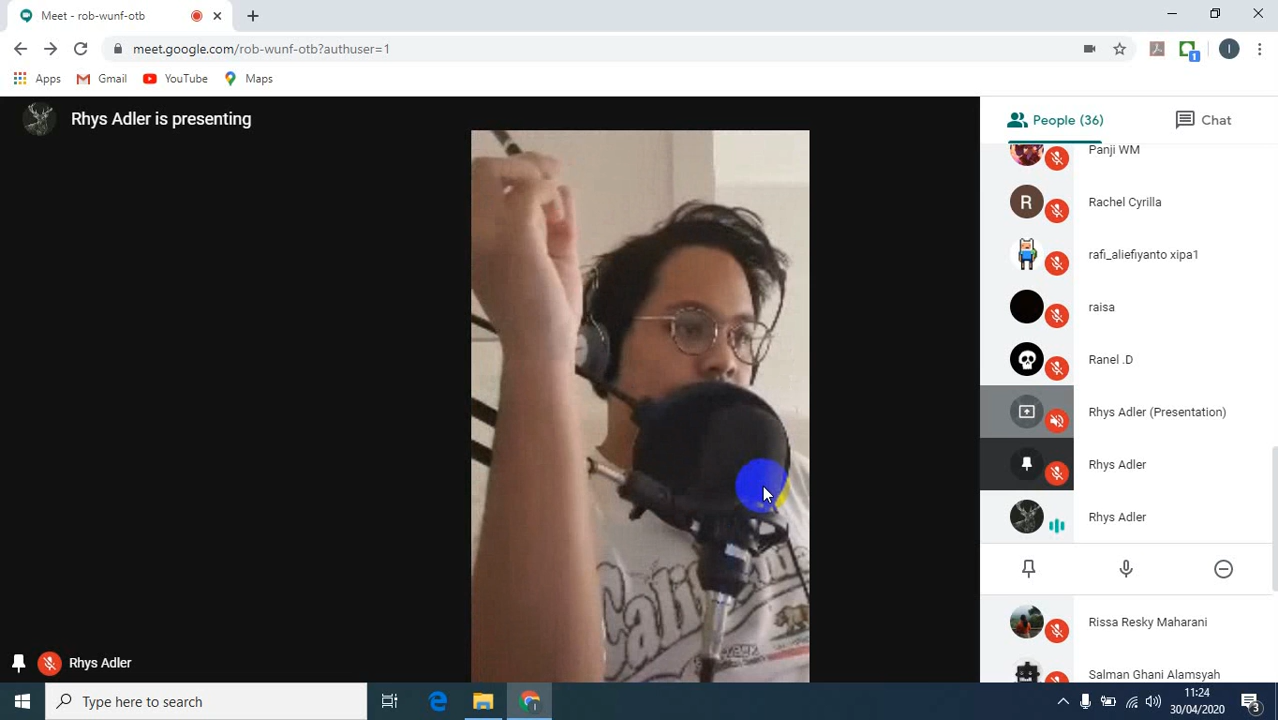 Meet - rob-wunf-otb
meet.google.com/rob-wunf-otb?authuser=1
1
I
Apps
Gmail
YouTube
Maps
Rhys Adler is presenting
People (36)
Chat
Panji WM
R
Rachel Cyrilla
rafi_aliefiyanto xipa1
raisa
Ranel .D
Rhys Adler (Presentation)
Rhys Adler
Rhys Adler
Rissa Resky Maharani
Salman Ghani Alamsyah
Rhys Adler
Type here to search
11:24
30/04/2020
3